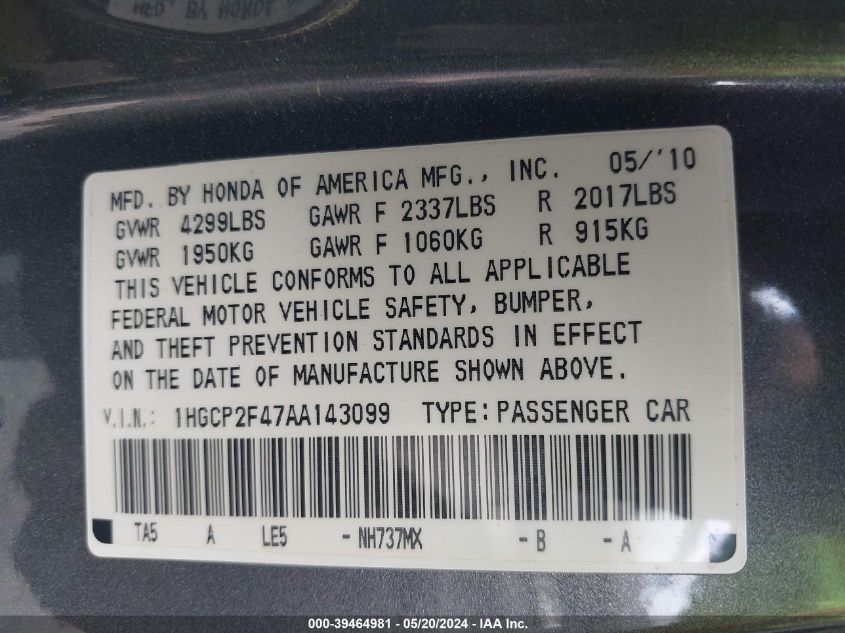 MFD. BY HONDA OF AMERICA MFG., INC. 05/'10
GVWR 4299LBS GAWR F 2337LBS R 2017LBS
GVWR 1950KG GAWR F 1060KG R 915KG
THIS VEHICLE CONFORMS TO ALL APPLICABLE
FEDERAL MOTOR VEHICLE SAFETY, BUMPER,
AND THEFT PREVENTION STANDARDS IN EFFECT
ON THE DATE OF MANUFACTURE SHOWN ABOVE.
V.I.N.: 1HGCP2F47AA143099 TYPE: PASSENGER CAR
TA5 A LE5 - NH737MX - B - A
000-39464981 / 05/20/2024 - IAA Inc.